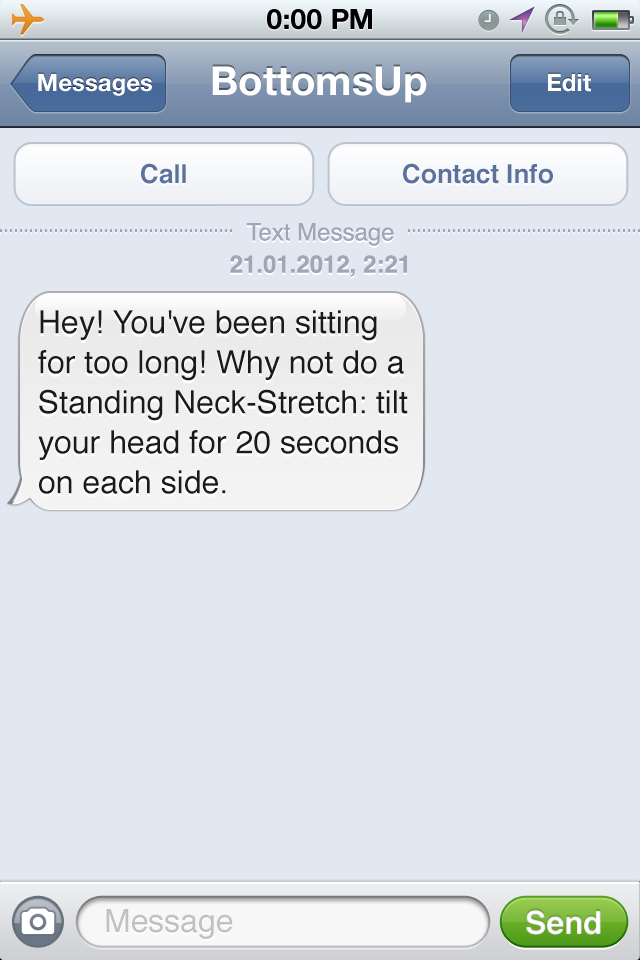 0:00 PM
Messages
BottomsUp
Edit
Call
Contact Info
Text Message
21.01.2012, 2:21
Hey! You've been sitting
for too long! Why not do a
Standing Neck-Stretch: tilt
your head for 20 seconds
on each side.
Message
Send